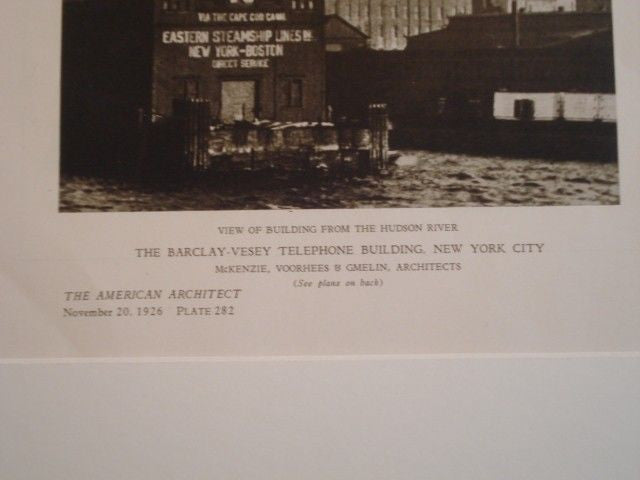 VIA THE CAPE COD CANAL
EASTERN STEAMSHIP LINES INC.
NEW YORK-BOSTON
DIRECT SERVICE
VIEW OF BUILDING FROM THE HUDSON RIVER
THE BARCLAY-VESEY TELEPHONE BUILDING, NEW YORK CITY
McKENZIE, VOORHEES & GMELIN, ARCHITECTS
(See plans on back)
THE AMERICAN ARCHITECT
November 20, 1926 PLATE 282